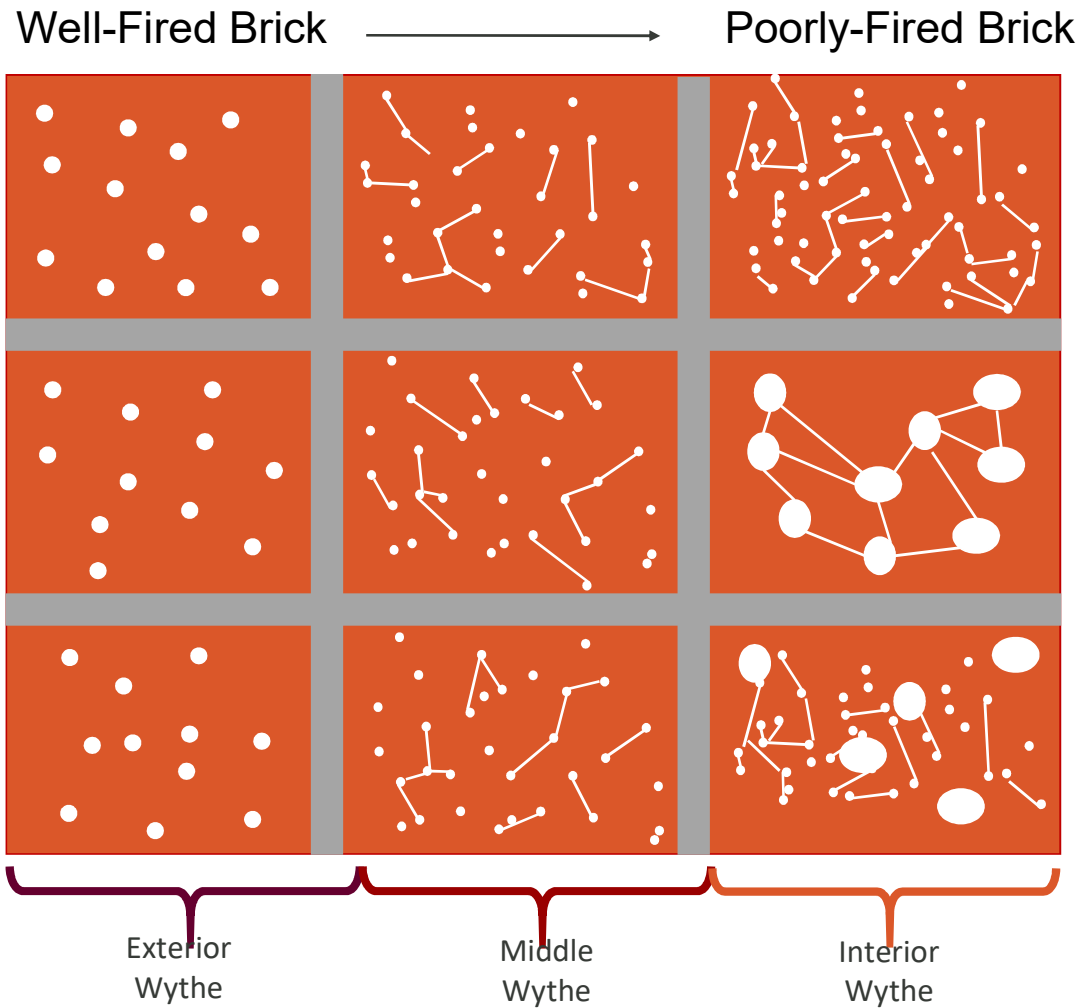 Well-Fired Brick
Poorly-Fired Brick
Exterior
Wythe
Middle
Wythe
Interior
Wythe